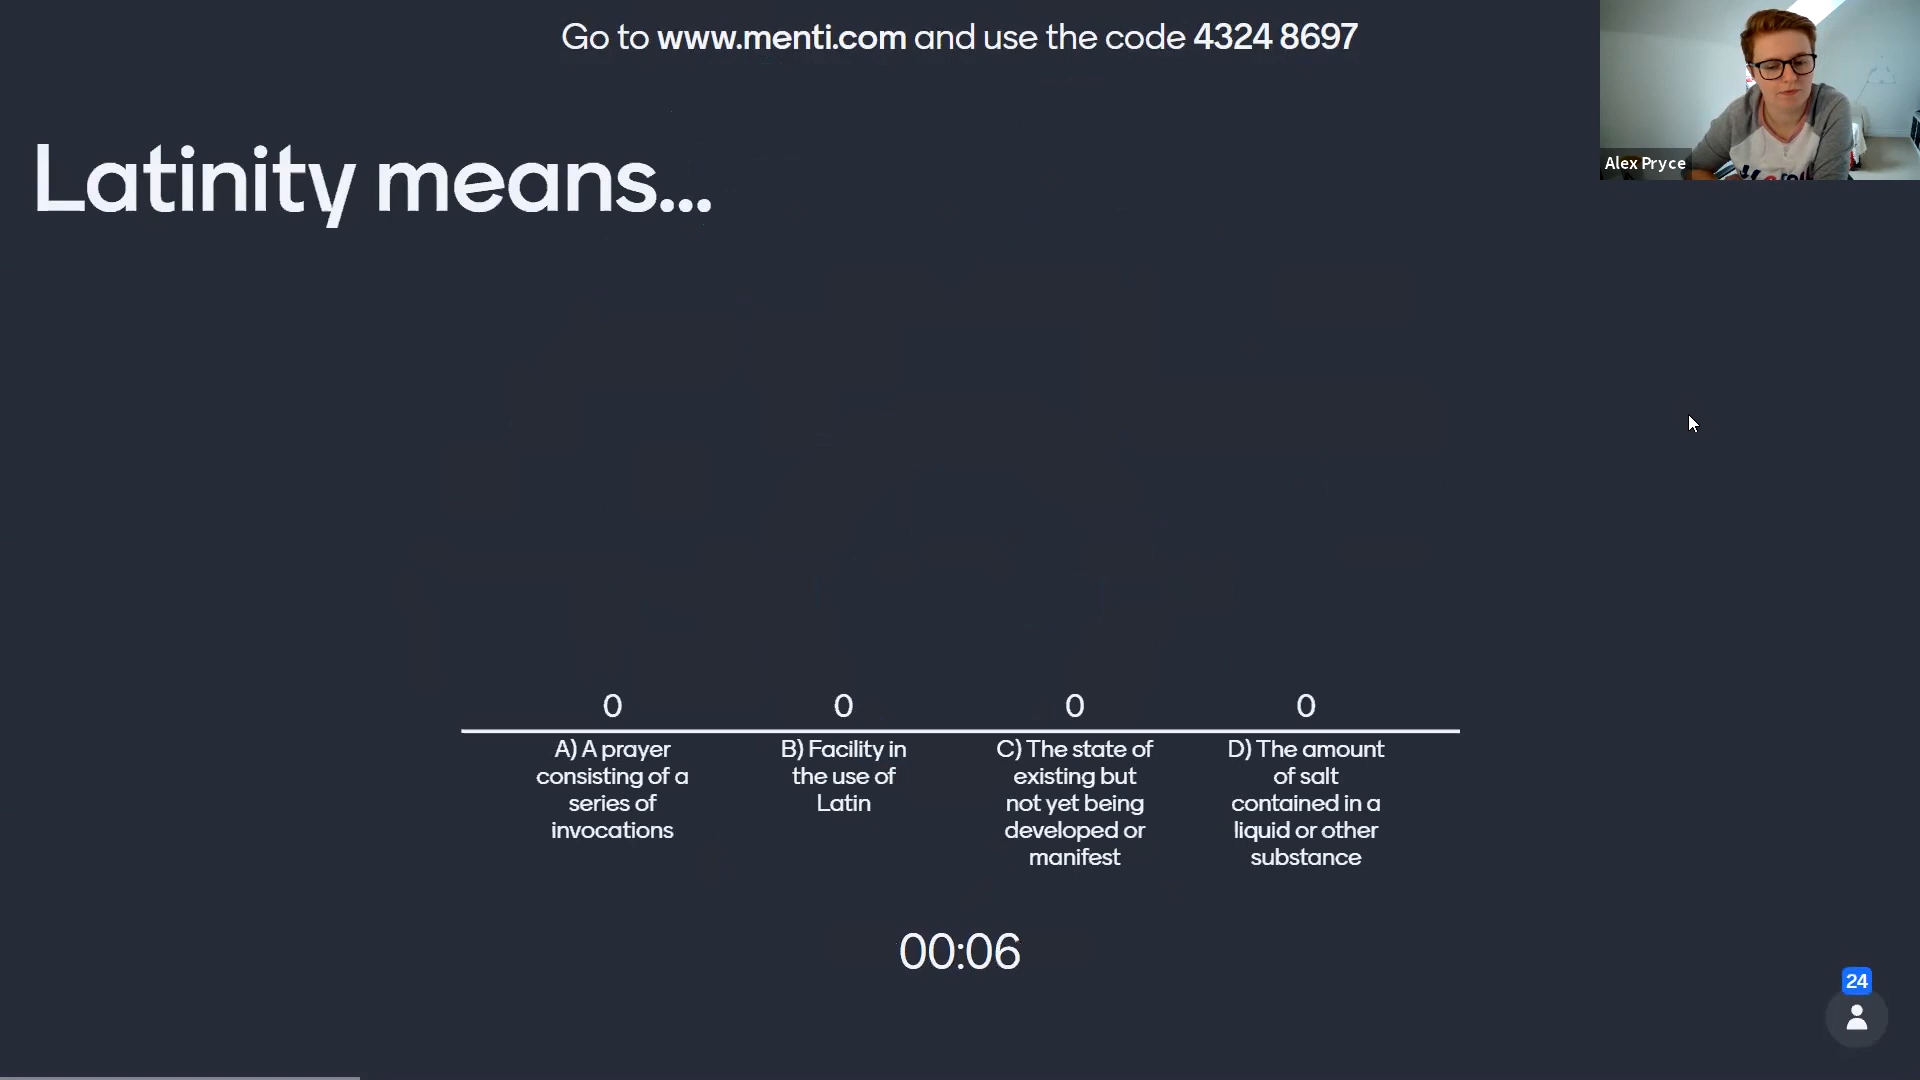 Go to www.menti.com and use the code 4324 8697
Alex Pryce
Latinity means...
0
0
0
0
A) A prayer
consisting of a
series of
invocations
B) Facility in
the use of
Latin
C) The state of
existing but
not yet being
developed or
manifest
D) The amount
of salt
contained in a
liquid or other
substance
00:06
24